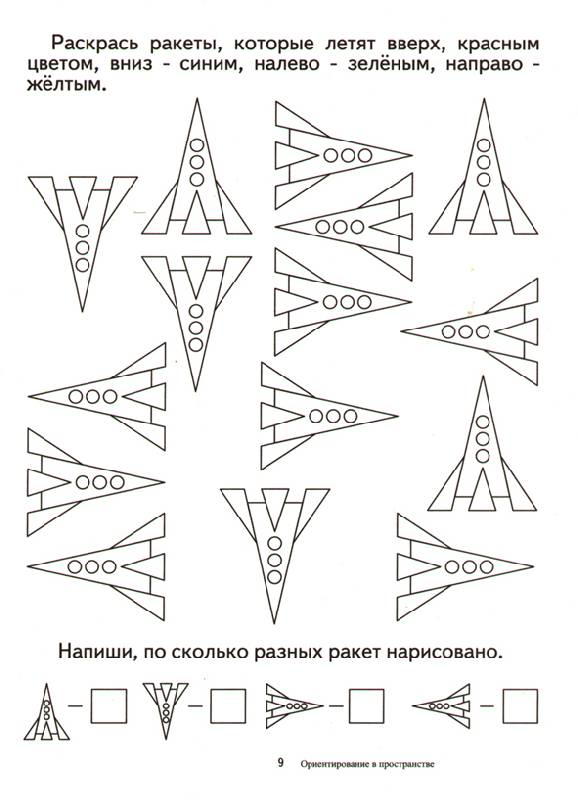 Раскрась ракеты, которые летят вверх, красным
цветом, вниз - синим, налево - зелёным, направо -
жёлтым.
Напиши, по сколько разных ракет нарисовано.
– – – –
9 Ориентирование в пространстве